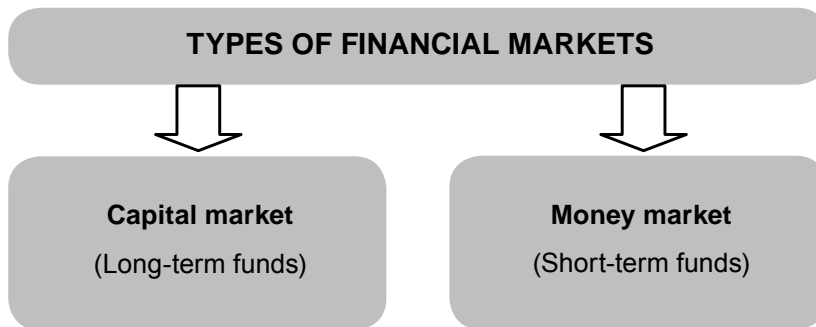 TYPES OF FINANCIAL MARKETS
Capital market
(Long-term funds)
Money market
(Short-term funds)